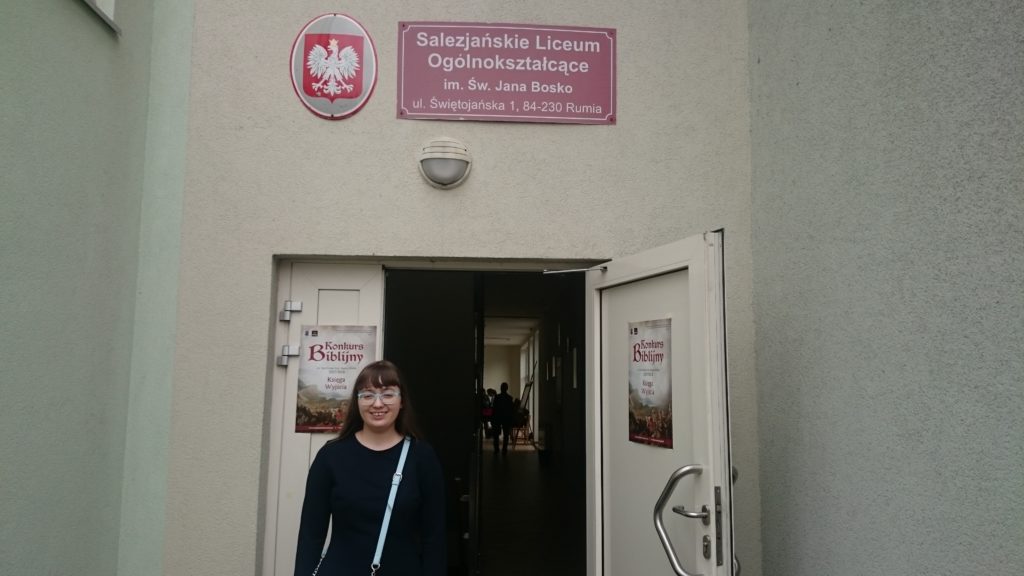 Salezjańskie Liceum
Ogólnokształcące
im. Św. Jana Bosko
ul. Świętojańska 1, 84-230 Rumia
Konkurs
Biblijny
Księga
Wyjścia
Konkurs
Biblijny
Księga
Wyjścia